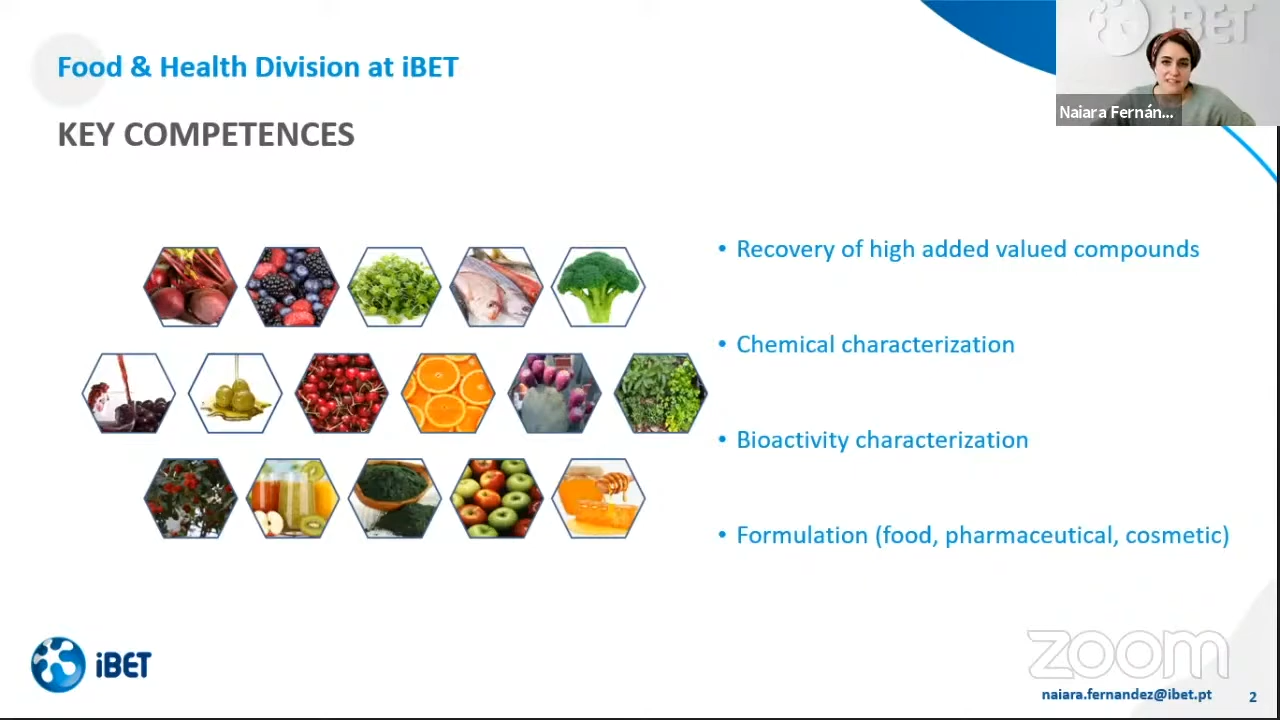 Food & Health Division at iBET
KEY COMPETENCES
iBET
Naiara Fernán...
• Recovery of high added valued compounds
• Chemical characterization
• Bioactivity characterization
• Formulation (food, pharmaceutical, cosmetic)
iBET
zoom
naiara.fernandez@ibet.pt
2